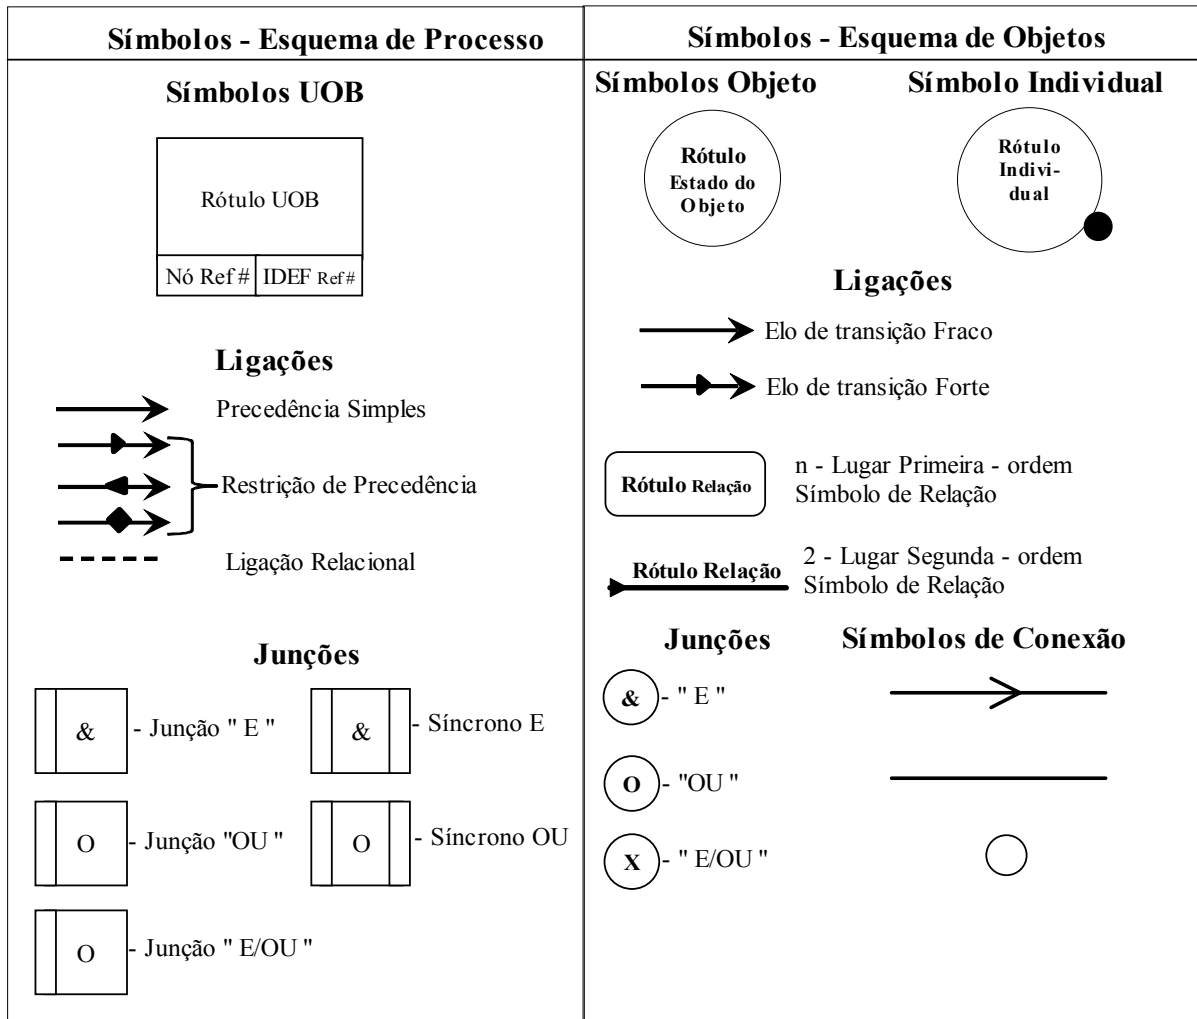 Símbolos - Esquema de Processo
Símbolos UOB
Rótulo UOB
Nó Ref # IDEF Ref #
Ligações
Precedência Simples
Restrição de Precedência
Ligação Relacional
Junções
& - Junção " E "
& - Síncrono E
O - Junção "OU "
O - Síncrono OU
O - Junção " E/OU "
Símbolos - Esquema de Objetos
Símbolos Objeto
Símbolo Individual
Rótulo
Estado do
Objeto
Rótulo
Indivi-
dual
Ligações
Elo de transição Fraco
Elo de transição Forte
Rótulo Relação
n - Lugar Primeira - ordem
Símbolo de Relação
Rótulo Relação
2 - Lugar Segunda - ordem
Símbolo de Relação
Junções
Símbolos de Conexão
& - " E "
O - "OU "
X - " E/OU "